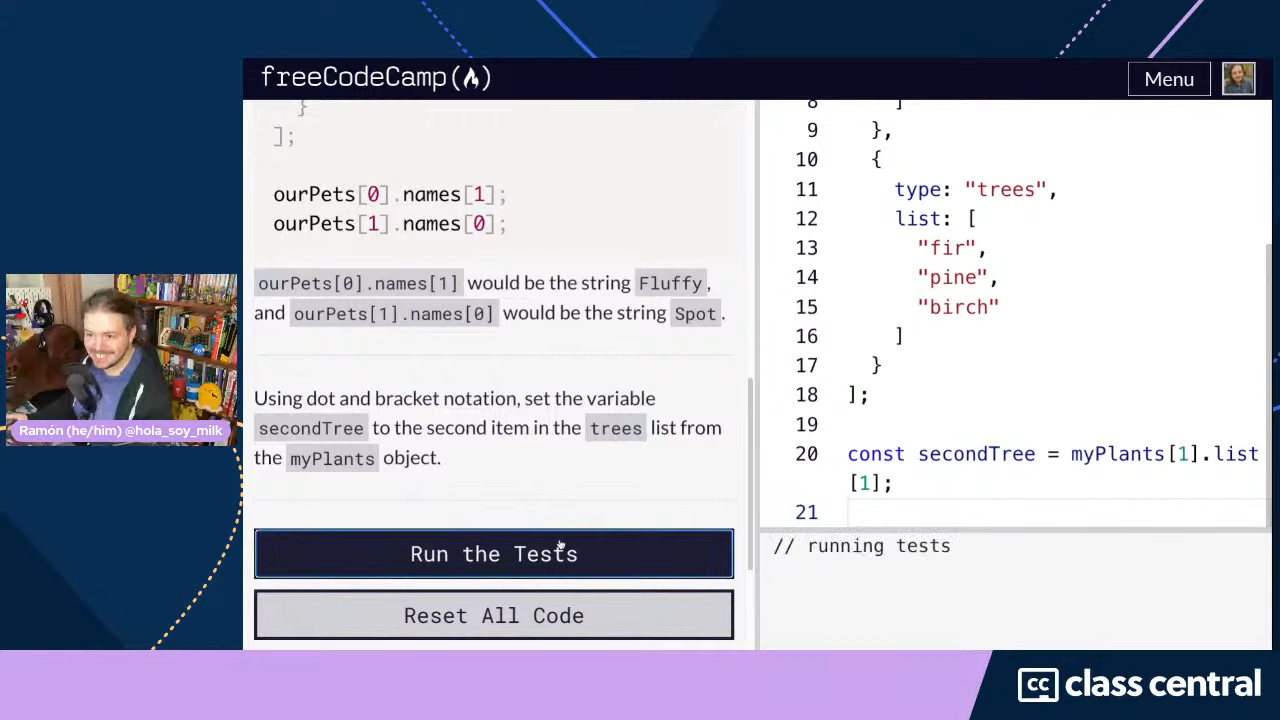 freeCodeCamp
Menu
}
];
ourPets[0].names[1];
ourPets[1].names[0];
ourPets[0].names[1] would be the string Fluffy,
and ourPets[1].names[0] would be the string Spot.
Using dot and bracket notation, set the variable
secondTree to the second item in the trees list from
the myPlants object.
Run the Tests
Reset All Code
8 ]
9 },
10 {
11 type: "trees",
12 list: [
13 "fir",
14 "pine",
15 "birch"
16 ]
17 }
18 ];
19
20 const secondTree = myPlants[1].list
[1];
21
// running tests
Ramón (he/him) @hola_soy_milk
cc class central